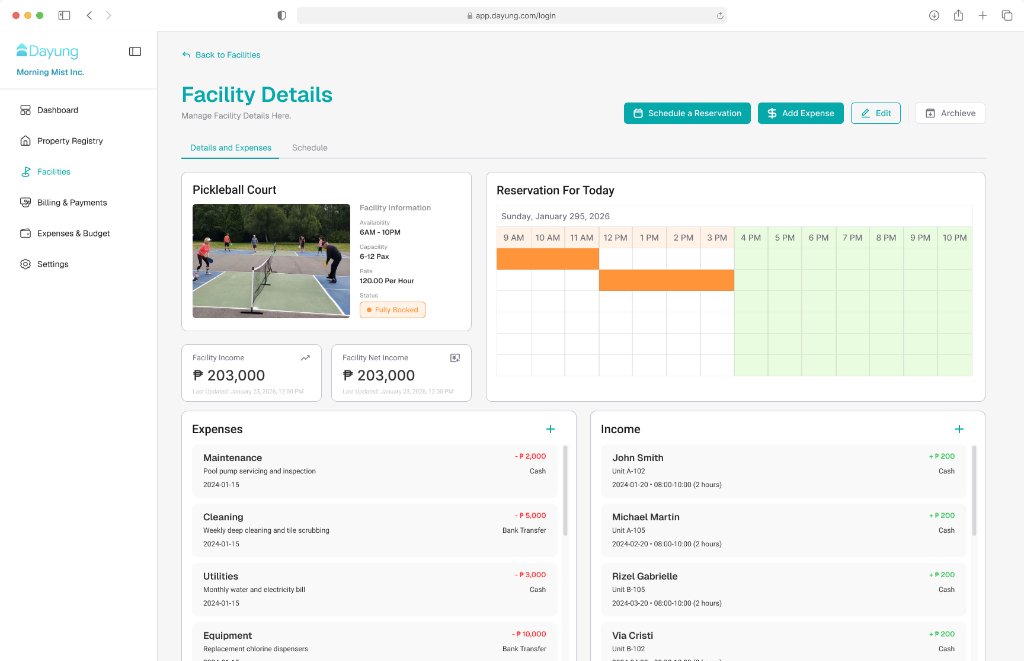 app.dayung.com/login
Dayung
Morning Mist Inc.
Dashboard
Property Registry
Facilities
Billing & Payments
Expenses & Budget
Settings
Back to Facilities
Facility Details
Manage Facility Details Here.
Schedule a Reservation
Add Expense
Edit
Archieve
Details and Expenses
Schedule
Pickleball Court
Facility Information
Availability
6AM - 10PM
Capacity
6-12 Pax
Rate
120.00 Per Hour
Status
Fully Booked
Reservation For Today
Sunday, January 295, 2026
9 AM 10 AM 11 AM 12 PM 1 PM 2 PM 3 PM 4 PM 5 PM 6 PM 7 PM 8 PM 9 PM 10 PM
Facility Income
₱ 203,000
Last Updated: January 23, 2026, 12:30 PM
Facility Net Income
₱ 203,000
Last Updated: January 23, 2026, 12:30 PM
Expenses
Maintenance
- ₱ 2,000
Pool pump servicing and inspection
Cash
2024-01-15
Cleaning
- ₱ 5,000
Weekly deep cleaning and tile scrubbing
Bank Transfer
2024-01-15
Utilities
- ₱ 3,000
Monthly water and electricity bill
Cash
2024-01-15
Equipment
- ₱ 10,000
Replacement chlorine dispensers
Bank Transfer
Income
John Smith
+ ₱ 200
Unit A-102
Cash
2024-01-20 • 08:00-10:00 (2 hours)
Michael Martin
+ ₱ 200
Unit A-105
Cash
2024-02-20 • 08:00-10:00 (2 hours)
Rizel Gabrielle
+ ₱ 200
Unit B-105
Cash
2024-03-20 • 08:00-10:00 (2 hours)
Via Cristi
+ ₱ 200
Unit B-102
Cash